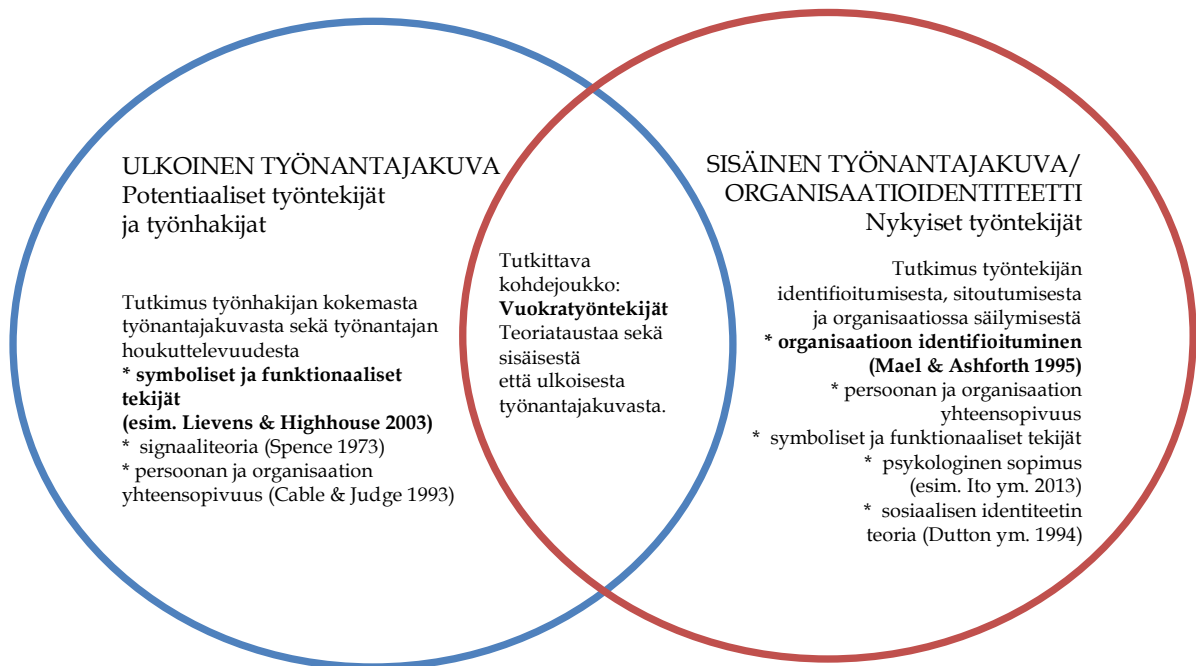 ULKOINEN TYÖNANTAJAKUVA
Potentiaaliset työntekijät
ja työnhakijat
Tutkimus työnhakijan kokemasta
työnantajakuvasta sekä työnantajan
houkuttelevuudesta
* symboliset ja funktionaaliset
tekijät
(esim. Lievens & Highhouse 2003)
* signaaliteoria (Spence 1973)
* persoonan ja organisaation
yhteensopivuus (Cable & Judge 1993)
Tutkittava
kohdejoukko:
Vuokratyöntekijät
Teoriataustaa sekä
sisäisestä
että ulkoisesta
työnantajakuvasta.
SISÄINEN TYÖNANTAJAKUVA/
ORGANISAATIOIDENTITEETTI
Nykyiset työntekijät
Tutkimus työntekijän
identifioitumisesta, sitoutumisesta
ja organisaatiossa säilymisestä
* organisaatioon identifioituminen
(Mael & Ashforth 1995)
* persoonan ja organisaation
yhteensopivuus
* symboliset ja funktionaaliset tekijät
* psykologinen sopimus
(esim. Ito ym. 2013)
* sosiaalisen identiteetin
teoria (Dutton ym. 1994)